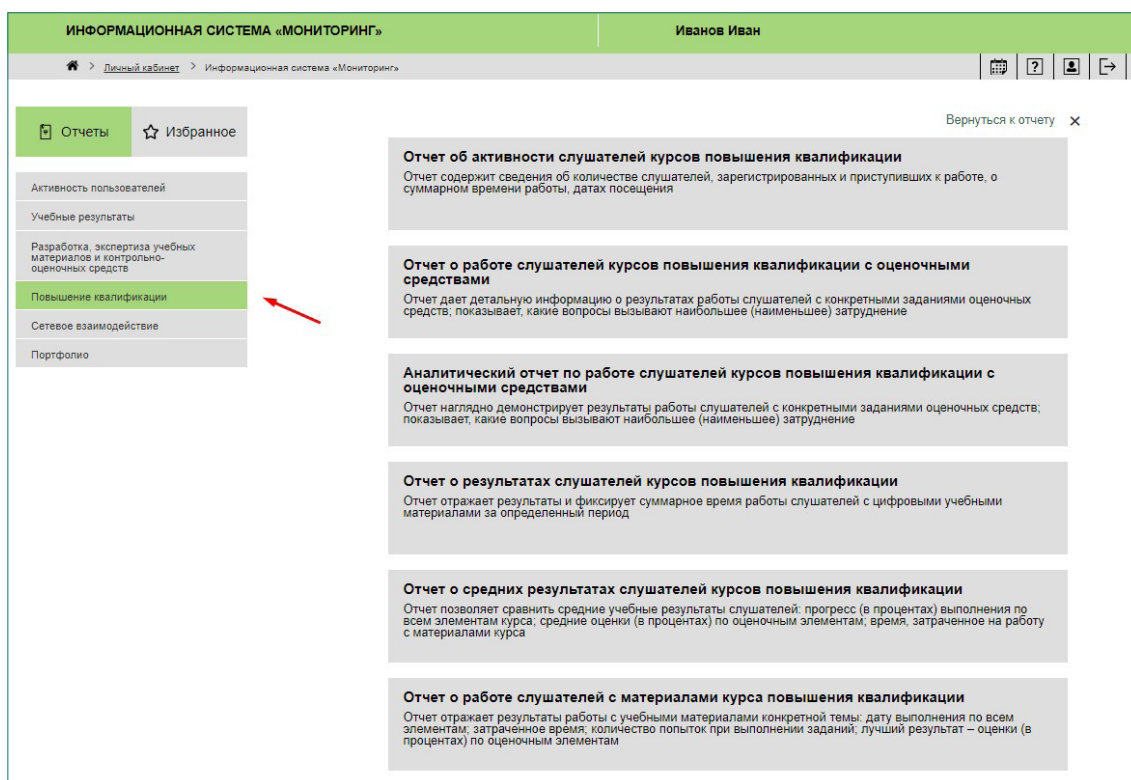 ИНФОРМАЦИОННАЯ СИСТЕМА «МОНИТОРИНГ»
Иванов Иван
Личный кабинет > Информационная система «Мониторинг»
Отчеты
Избранное
Вернуться к отчету ×
Активность пользователей
Учебные результаты
Разработка, экспертиза учебных
материалов и контрольно-
оценочных средств
Повышение квалификации
Сетевое взаимодействие
Портфолио
Отчет об активности слушателей курсов повышения квалификации
Отчет содержит сведения об количестве слушателей, зарегистрированных и приступивших к работе, о
суммарном времени работы, датах посещения
Отчет о работе слушателей курсов повышения квалификации с оценочными
средствами
Отчет дает детальную информацию о результатах работы слушателей с конкретными заданиями оценочных
средств; показывает, какие вопросы вызывают наибольшее (наименьшее) затруднение
Аналитический отчет по работе слушателей курсов повышения квалификации с
оценочными средствами
Отчет наглядно демонстрирует результаты работы слушателей с конкретными заданиями оценочных средств;
показывает, какие вопросы вызывают наибольшее (наименьшее) затруднение
Отчет о результатах слушателей курсов повышения квалификации
Отчет отражает результаты и фиксирует суммарное время работы слушателей с цифровыми учебными
материалами за определенный период
Отчет о средних результатах слушателей курсов повышения квалификации
Отчет позволяет сравнить средние учебные результаты слушателей: прогресс (в процентах) выполнения по
всем элементам курса; средние оценки (в процентах) по оценочным элементам; время, затраченное на работу
с материалами курса
Отчет о работе слушателей с материалами курса повышения квалификации
Отчет отражает результаты работы с учебными материалами конкретной темы: дату выполнения по всем
элементам; затраченное время; количество попыток при выполнении заданий; лучший результат – оценки (в
процентах) по оценочным элементам